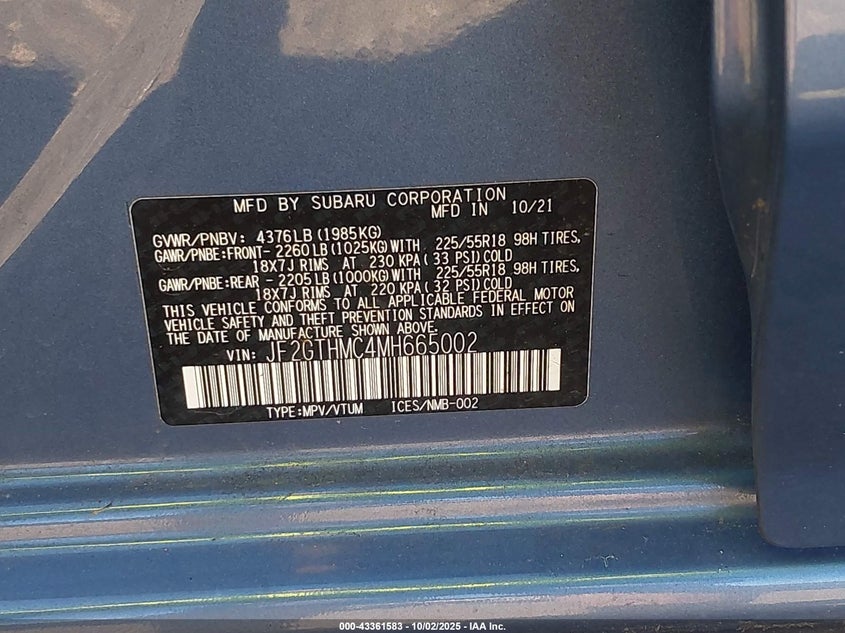 MFD BY SUBARU CORPORATION
MFD IN 10/21
GVWR/PNBV: 4376LB(1985KG)
GAWR/PNBE:FRONT- 2260LB(1025KG)WITH 225/55R18 98H TIRES,
18X7J RIMS AT 230 KPA( 33 PSI)COLD
GAWR/PNBE:REAR - 2205LB(1000KG)WITH 225/55R18 98H TIRES,
18X7J RIMS AT 220 KPA( 32 PSI)COLD
THIS VEHICLE CONFORMS TO ALL APPLICABLE FEDERAL MOTOR
VEHICLE SAFETY AND THEFT PREVENTION STANDARDS IN EFFECT ON
THE DATE OF MANUFACTURE SHOWN ABOVE.
VIN: JF2GTHMC4MH665002
TYPE:MPV/VTUM ICES/NMB-002
000-43361583 - 10/02/2025 - IAA Inc.